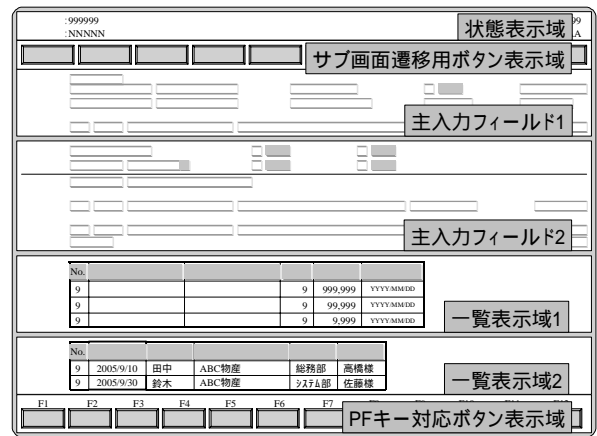 :999999
:NNNNN
状態表示域
99
.A
サブ画面遷移用ボタン表示域
主入力フィールド1
主入力フィールド2
No.
9 9 999,999 YYYY/MM/DD
9 9 99,999 YYYY/MM/DD
9 9 9,999 YYYY/MM/DD
一覧表示域1
No.
9 2005/9/10 田中 ABC物産 総務部 高橋様
9 2005/9/30 鈴木 ABC物産 システム部 佐藤様
一覧表示域2
F1 F2 F3 F4 F5 F6 F7
PFキー対応ボタン表示域